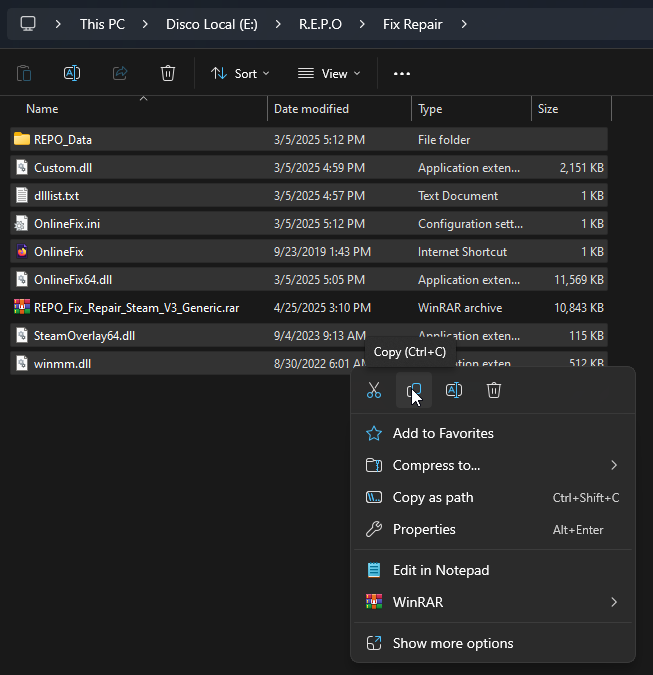 This PC > Disco Local (E:) > R.E.P.O > Fix Repair >
Sort View
Name Date modified Type Size
REPO_Data 3/5/2025 5:12 PM File folder
Custom.dll 3/5/2025 4:59 PM Application exten... 2,151 KB
dlllist.txt 3/5/2025 4:57 PM Text Document 1 KB
OnlineFix.ini 3/5/2025 5:12 PM Configuration sett... 1 KB
OnlineFix 9/23/2019 1:43 PM Internet Shortcut 1 KB
OnlineFix64.dll 3/5/2025 5:05 PM Application exten... 11,569 KB
REPO_Fix_Repair_Steam_V3_Generic.rar 4/25/2025 3:10 PM WinRAR archive 10,843 KB
SteamOverlay64.dll 9/4/2023 9:13 AM Application exten... 115 KB
Copy (Ctrl+C)
winmm.dll 8/30/2022 6:01 AM Application exten... 512 KB
Add to Favorites
Compress to...
Copy as path Ctrl+Shift+C
Properties Alt+Enter
Edit in Notepad
WinRAR
Show more options